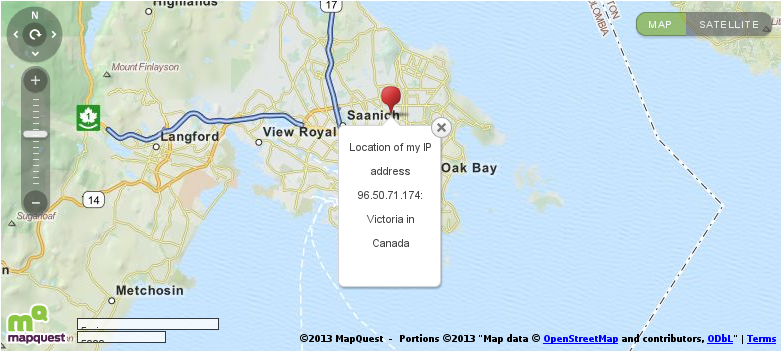 Highlands
17
N
MAP
SATELLITE
Mount Finlayson
1
Saanich
Langford
View Royal
Location of my IP
address
96.50.71.174:
Victoria in
Canada
Oak Bay
14
Metchosin
mapquest
©2013 MapQuest - Portions ©2013 "Map data © OpenStreetMap and contributors, ODbL" | Terms